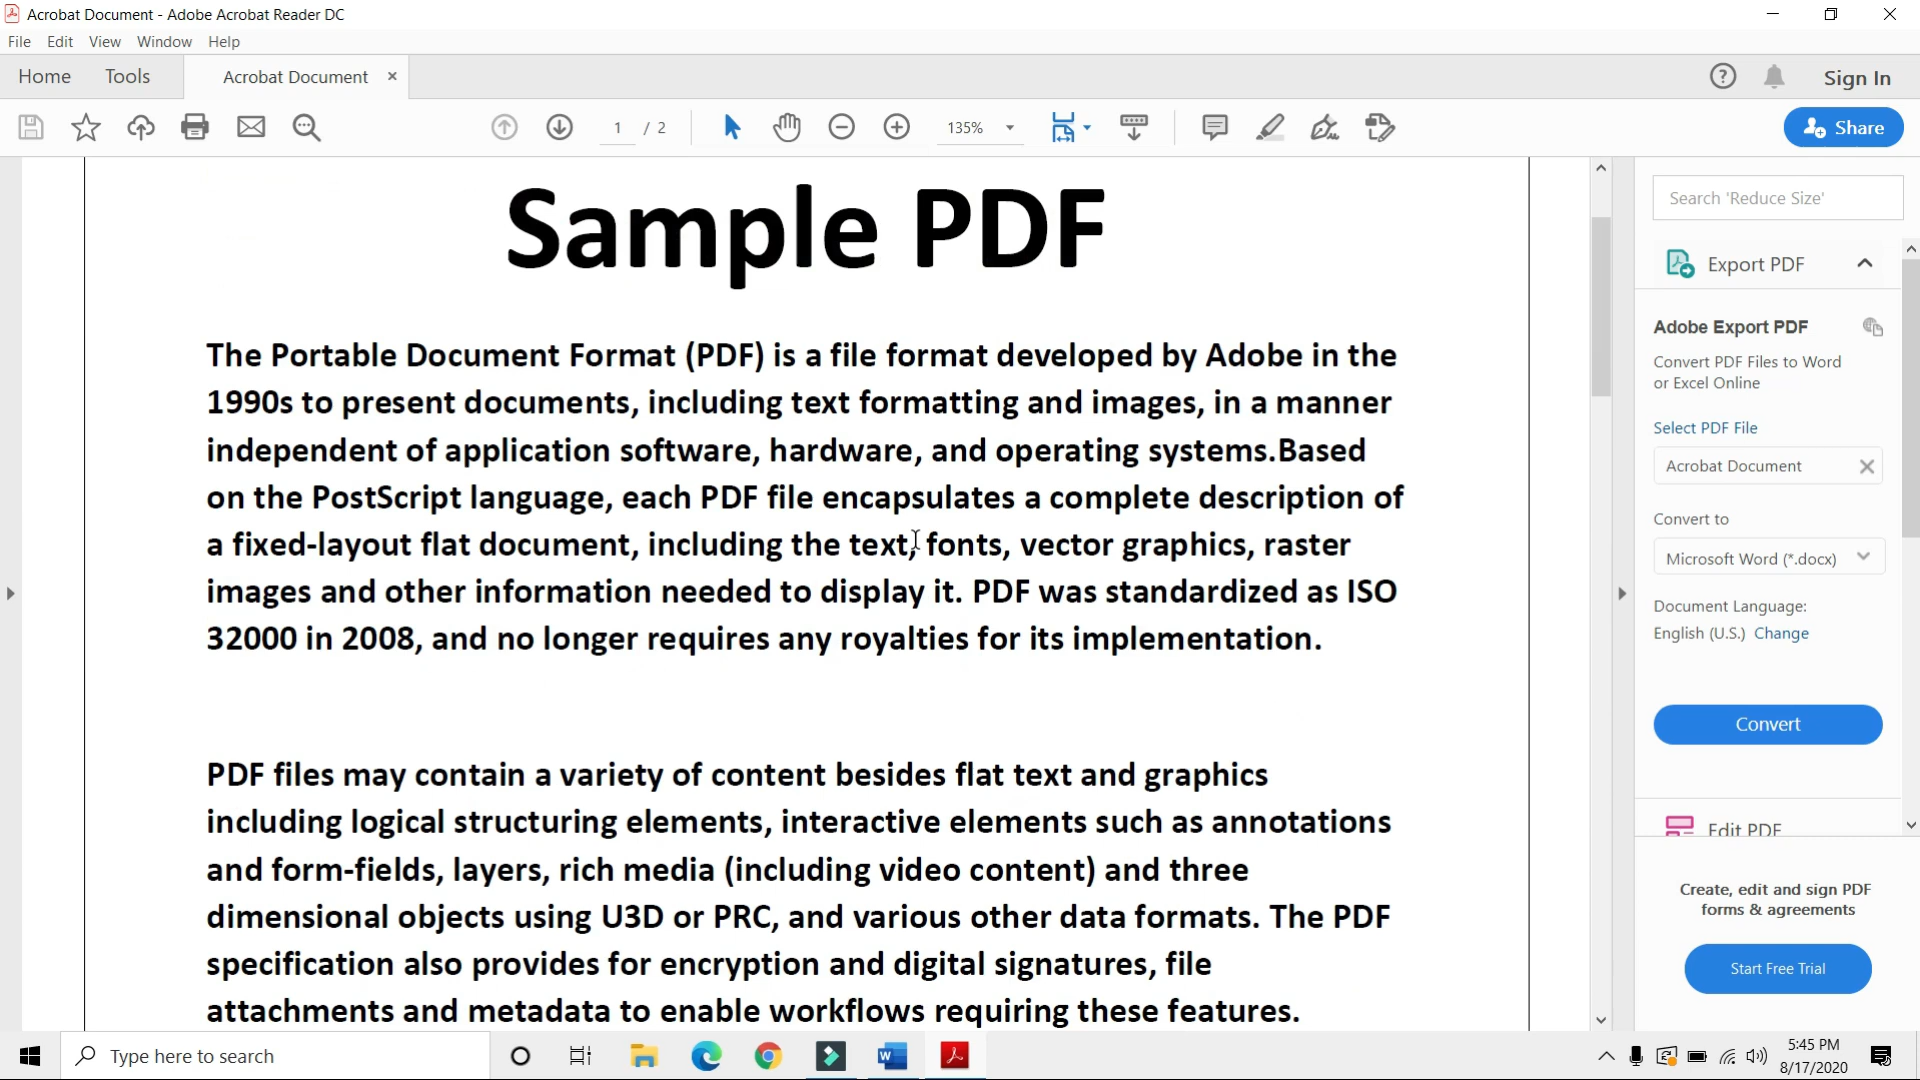 Acrobat Document - Adobe Acrobat Reader DC
File Edit View Window Help
Home Tools Acrobat Document × Sign In
1 / 2 135% Share
Sample PDF
The Portable Document Format (PDF) is a file format developed by Adobe in the
1990s to present documents, including text formatting and images, in a manner
independent of application software, hardware, and operating systems.Based
on the PostScript language, each PDF file encapsulates a complete description of
a fixed-layout flat document, including the text, fonts, vector graphics, raster
images and other information needed to display it. PDF was standardized as ISO
32000 in 2008, and no longer requires any royalties for its implementation.
PDF files may contain a variety of content besides flat text and graphics
including logical structuring elements, interactive elements such as annotations
and form-fields, layers, rich media (including video content) and three
dimensional objects using U3D or PRC, and various other data formats. The PDF
specification also provides for encryption and digital signatures, file
attachments and metadata to enable workflows requiring these features.
Search 'Reduce Size'
Export PDF
Adobe Export PDF
Convert PDF Files to Word
or Excel Online
Select PDF File
Acrobat Document
Convert to
Microsoft Word (*.docx)
Document Language:
English (U.S.) Change
Convert
Edit PDF
Create, edit and sign PDF
forms & agreements
Start Free Trial
Type here to search
5:45 PM
8/17/2020